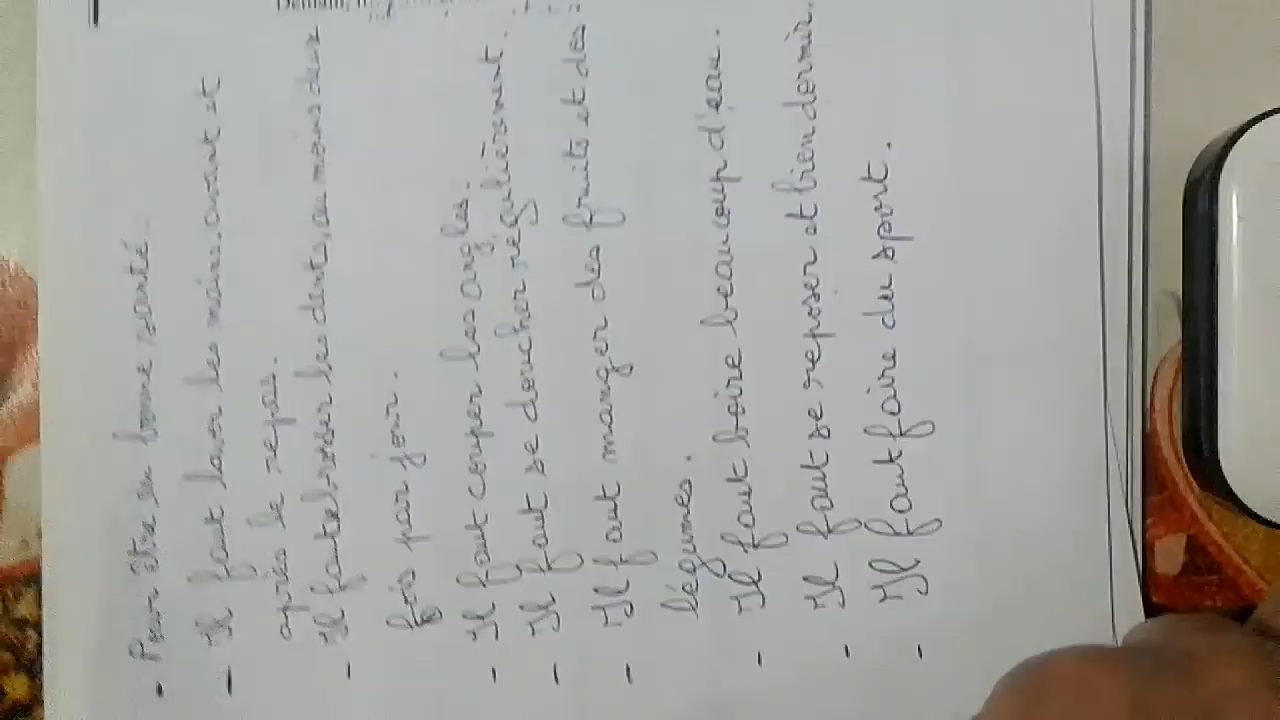 - Pour être en bonne santé.
- Il faut laver les mains avant et
après le repas.
- Il faut brosser les dents, au moins deux
fois par jour.
- Il faut couper les ongles.
- Il faut se doucher régulièrement.
- Il faut manger des fruits et des
légumes.
- Il faut boire beaucoup d'eau.
- Il faut se reposer et bien dormir.
- Il faut faire du sport.